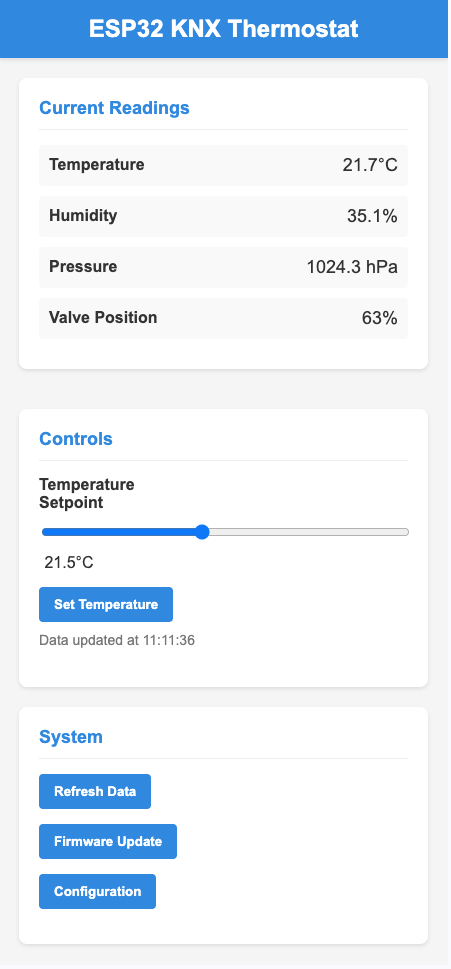 ESP32 KNX Thermostat
Current Readings
Temperature 21.7°C
Humidity 35.1%
Pressure 1024.3 hPa
Valve Position 63%
Controls
Temperature
Setpoint
21.5°C
Set Temperature
Data updated at 11:11:36
System
Refresh Data
Firmware Update
Configuration